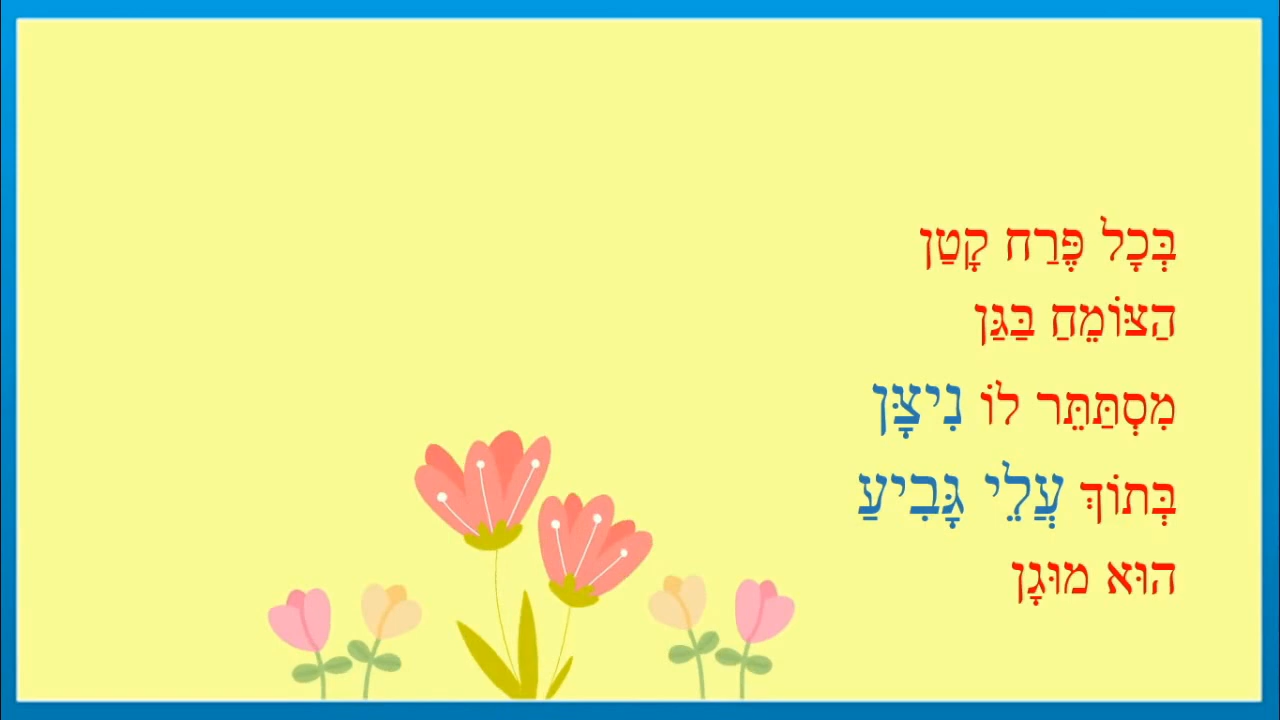 בְּכָל פֶּרַח קָטַן
הַצּוֹמֵחַ בַּגַּן
מִסְתַּתֵּר לוֹ נִיצָּן
בְּתוֹךְ עֲלֵי גָּבִיעַ
הוּא מוּגָן